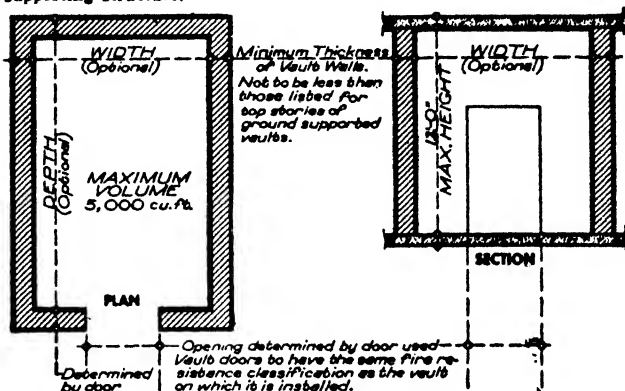 supporting structure.
WIDTH
(Optional)
DEPTH
(Optional)
MAXIMUM
VOLUME
5,000 cu.ft.
PLAN
Minimum Thickness
of Vault Walls.
Not to be less than
those listed for
top stories of
ground supported
vaults.
WIDTH
(Optional)
12'-0"
MAX. HEIGHT
SECTION
Opening determined by door used
Vault doors to have the same fire re-
sistance classification as the vault
on which it is installed.
Determined
by door